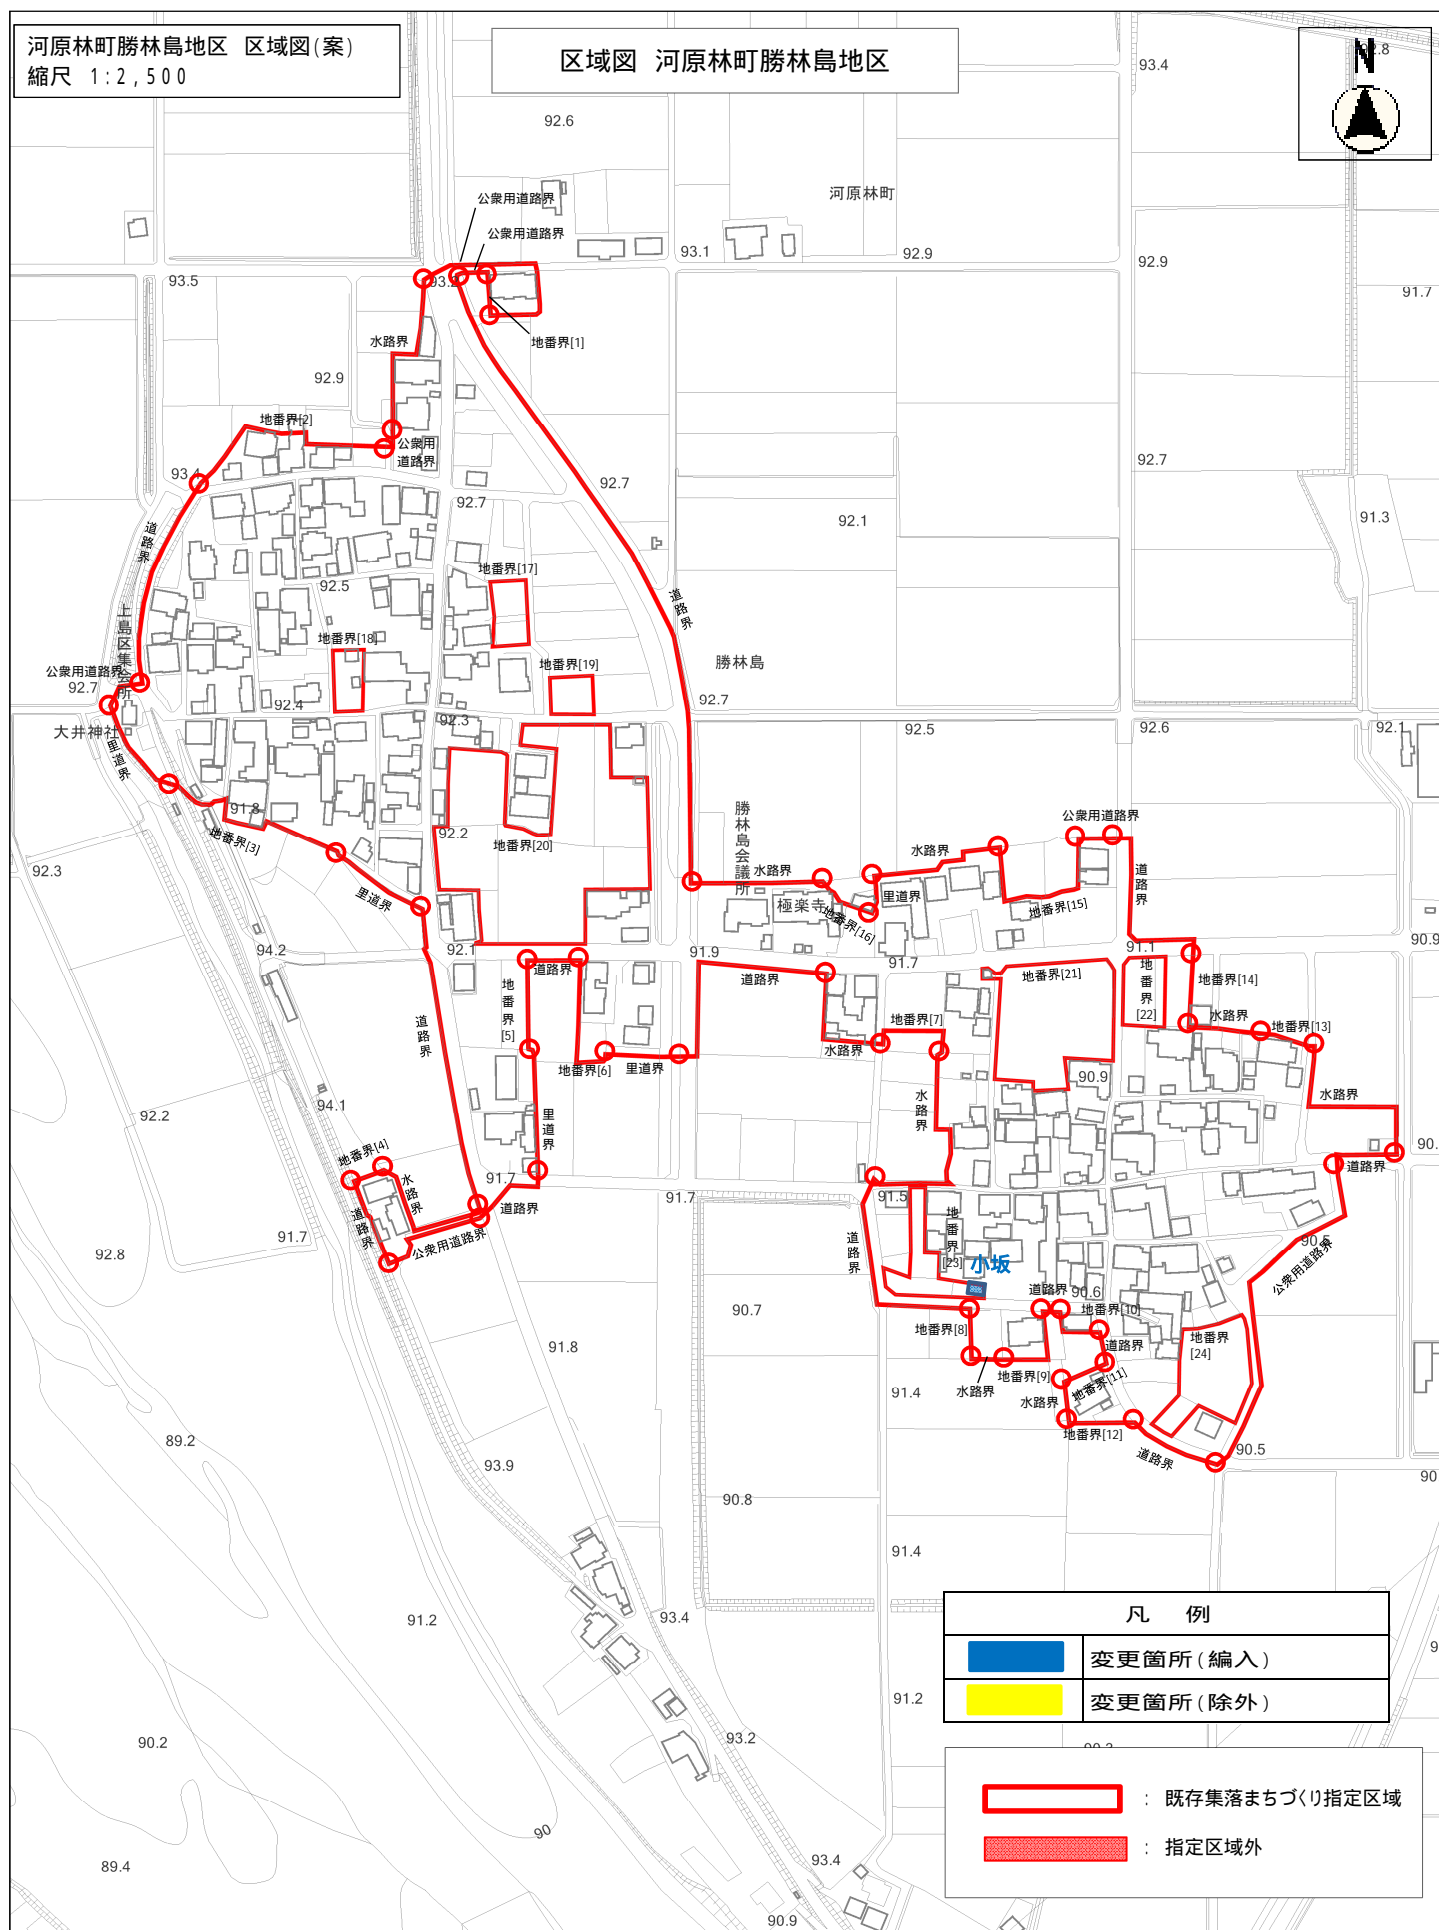 河原林町勝林島地区 区域図(案)
縮尺 1:2,500
区域図 河原林町勝林島地区
N
92.8
93.4
92.6
河原林町
公衆用道路界
公衆用道路界
93.1
92.9
92.9
93.5
93.2
91.7
水路界
地番界[1]
92.9
地番界[2]
公衆用
道路界
92.7
93.4
92.7
92.7
92.1
91.3
道路界
地番界[17]
92.5
道路界
上島区集会所
地番界[18]
勝林島
公衆用道路界
地番界[19]
92.7
92.7
92.4
92.3
92.5
92.6
92.1
大井神社
里道界
91.8
勝林島会議所
公衆用道路界
地番界[3]
92.2
地番界[20]
水路界
92.3
水路界
道路界
里道界
里道界
極楽寺
地番界[16]
地番界[15]
94.2
92.1
91.9
91.7
91.1
90.9
道路界
道路界
地番界[21]
地番界[22]
地番界[14]
地番界[5]
道路界
地番界[7]
水路界
地番界[13]
水路界
地番界[6]
里道界
90.9
94.1
92.2
水路界
水路界
里道界
地番界[4]
90.
道路界
91.7
水路界
91.7
91.5
道路界
道路界
公衆用道路界
道路界
地番界[23]
91.7
92.8
90.5
公衆用道路界
小坂
道路界
90.6
90.7
地番界[8]
地番界[10]
91.8
道路界
地番界[24]
水路界
地番界[9]
地番界[11]
91.4
水路界
地番界[12]
89.2
道路界
90.5
93.9
90
90.8
91.4
91.2
93.4
凡 例
変更箇所(編入)
9
91.2
変更箇所(除外)
93.2
90.2
90.3
: 既存集落まちづくり指定区域
90
: 指定区域外
89.4
93.4
90.9